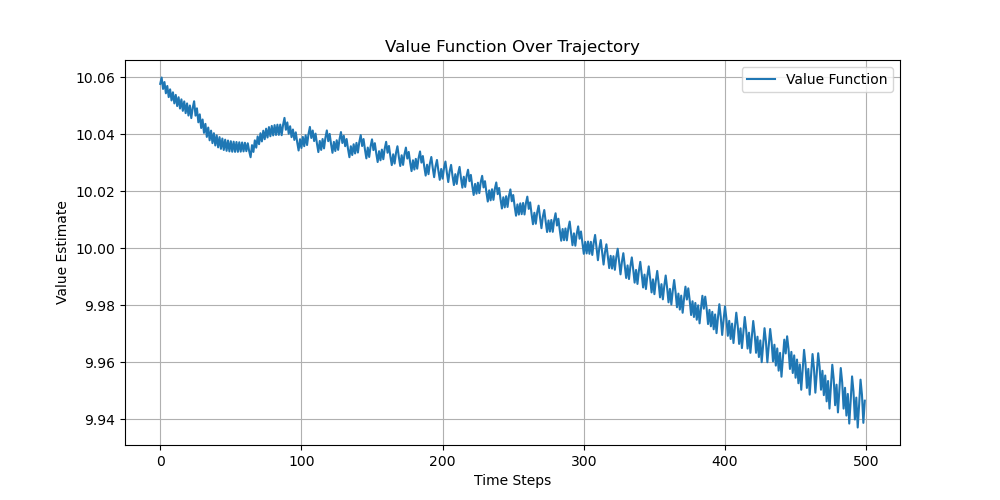 Value Function Over Trajectory
Value Function
Value Estimate
10.06
10.04
10.02
10.00
9.98
9.96
9.94
0 100 200 300 400 500
Time Steps